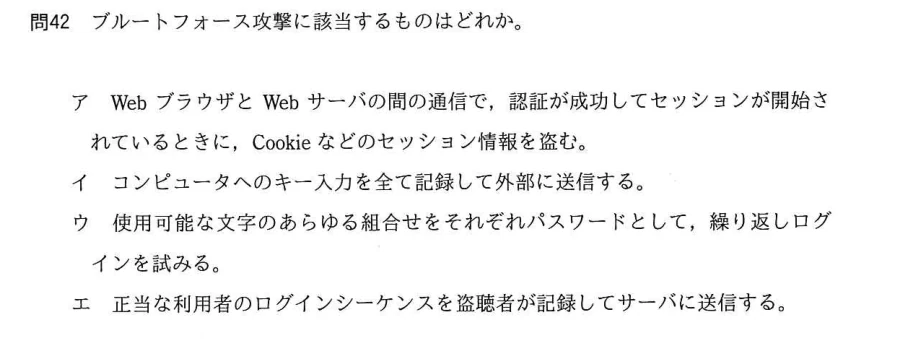 問42　ブルートフォース攻撃に該当するものはどれか。
ア　Web ブラウザと Web サーバの間の通信で，認証が成功してセッションが開始さ
れているときに，Cookie などのセッション情報を盗む。
イ　コンピュータへのキー入力を全て記録して外部に送信する。
ウ　使用可能な文字のあらゆる組合せをそれぞれパスワードとして，繰り返しログ
インを試みる。
エ　正当な利用者のログインシーケンスを盗聴者が記録してサーバに送信する。